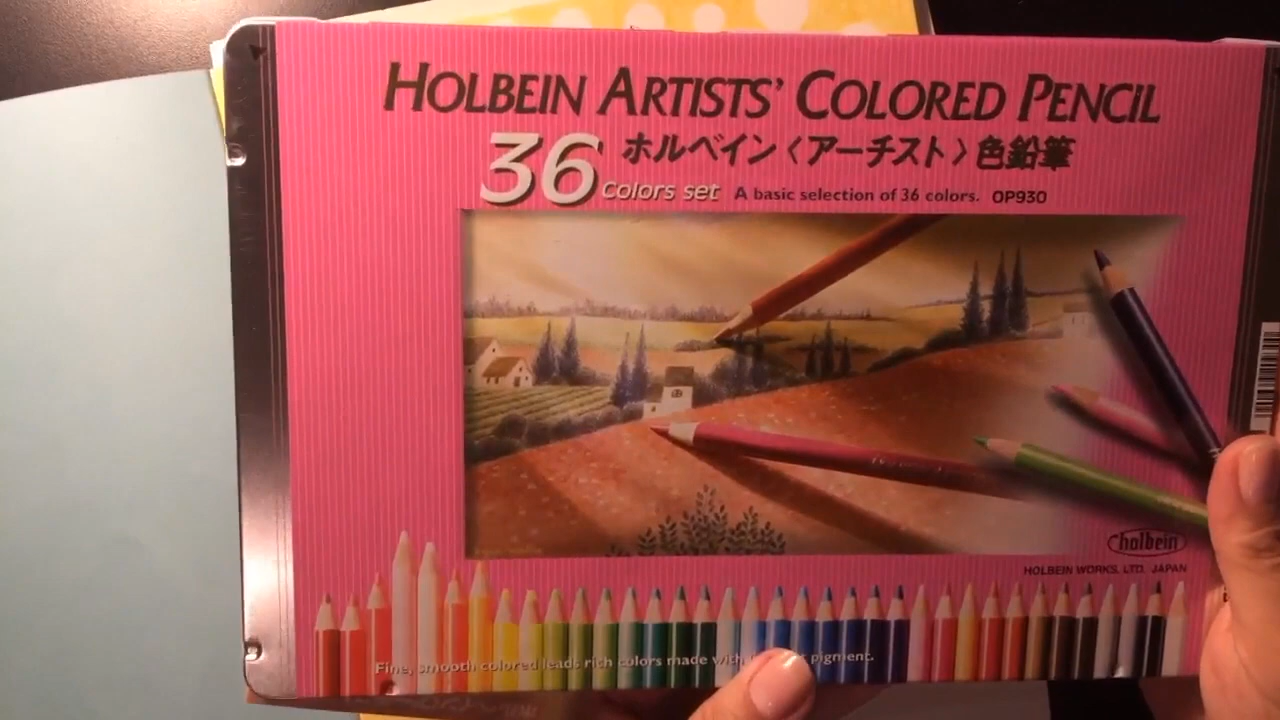 HOLBEIN ARTISTS' COLORED PENCIL
36 Colors set
ホルベイン〈アーチスト〉色鉛筆
A basic selection of 36 colors. OP930
holbein
HOLBEIN WORKS, LTD. JAPAN
Fine, smooth colored leads rich colors made with pigment.